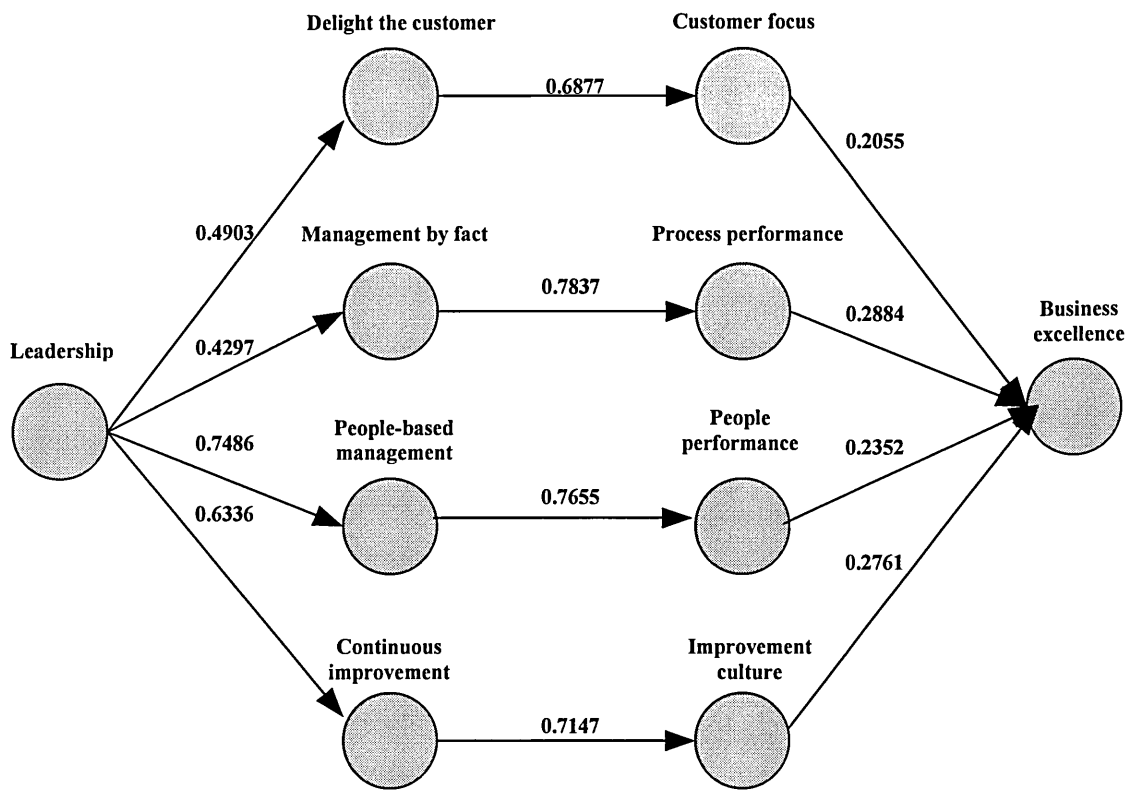 Delight the customer
Customer focus
0.6877
0.2055
0.4903
Management by fact
Process performance
0.7837
0.2884
Business
excellence
Leadership
0.4297
0.7486
People-based
management
People
performance
0.2352
0.7655
0.6336
0.2761
Continuous
improvement
Improvement
culture
0.7147